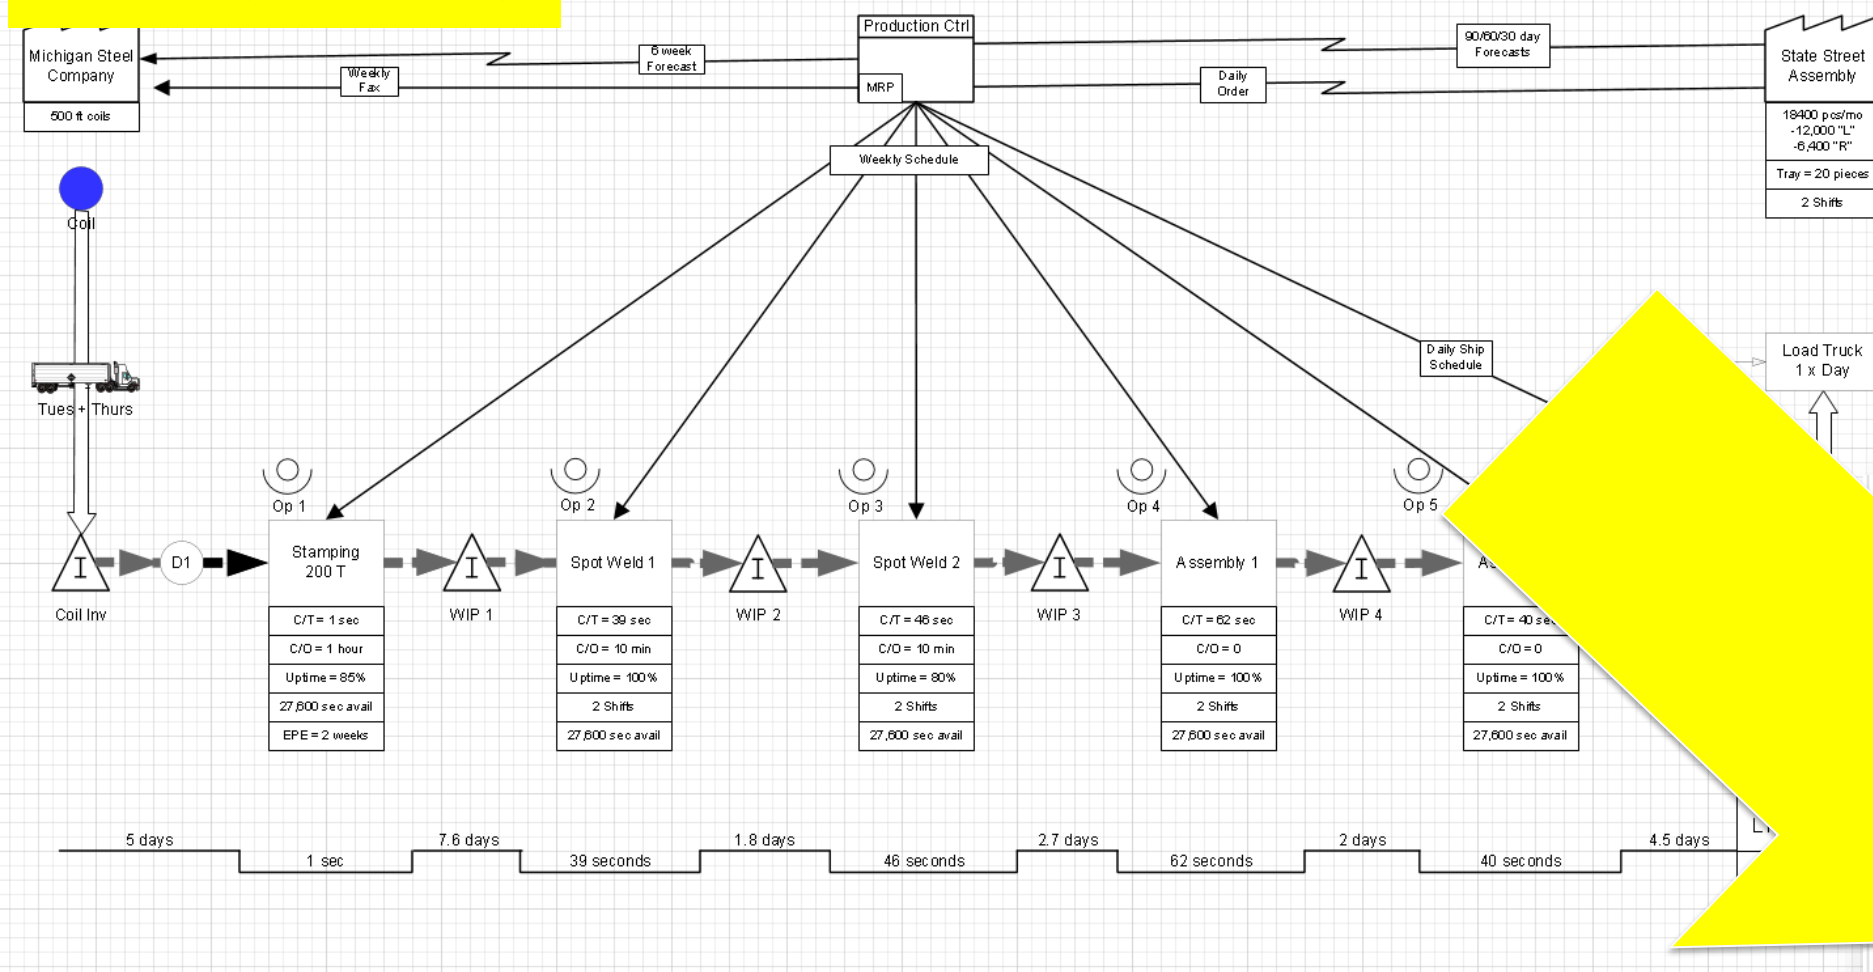 Production Ctrl
MRP
Michigan Steel
Company
500 ft coils
6 week
Forecast
Weekly
Fax
90/60/30 day
Forecasts
Daily
Order
State Street
Assembly
18400 pcs/mo
-12,000 "L"
-6,400 "R"
Tray = 20 pieces
2 Shifts
Weekly Schedule
Coil
Tues + Thurs
Daily Ship
Schedule
Load Truck
1 x Day
Op 1
Op 2
Op 3
Op 4
Op 5
I
D1
Stamping
200 T
I
Spot Weld 1
I
Spot Weld 2
I
Assembly 1
I
As
Coil Inv
WIP 1
WIP 2
WIP 3
WIP 4
C/T = 1 sec
C/O = 1 hour
Uptime = 85%
27,600 sec avail
EPE = 2 weeks
C/T = 39 sec
C/O = 10 min
Uptime = 100%
2 Shifts
27,600 sec avail
C/T = 46 sec
C/O = 10 min
Uptime = 80%
2 Shifts
27,600 sec avail
C/T = 62 sec
C/O = 0
Uptime = 100%
2 Shifts
27,600 sec avail
C/T = 40 sec
C/O = 0
Uptime = 100%
2 Shifts
27,600 sec avail
5 days
1 sec
7.6 days
39 seconds
1.8 days
46 seconds
2.7 days
62 seconds
2 days
40 seconds
4.5 days